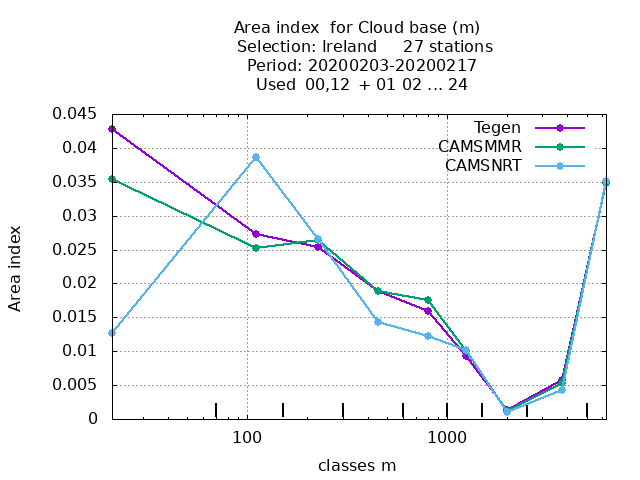 Area index for Cloud base (m)
Selection: Ireland 27 stations
Period: 20200203-20200217
Used 00,12 + 01 02 ... 24
Tegen
CAMSMMR
CAMSNRT
0.045
0.04
0.035
0.03
0.025
0.02
0.015
0.01
0.005
0
Area index
100 1000
classes m